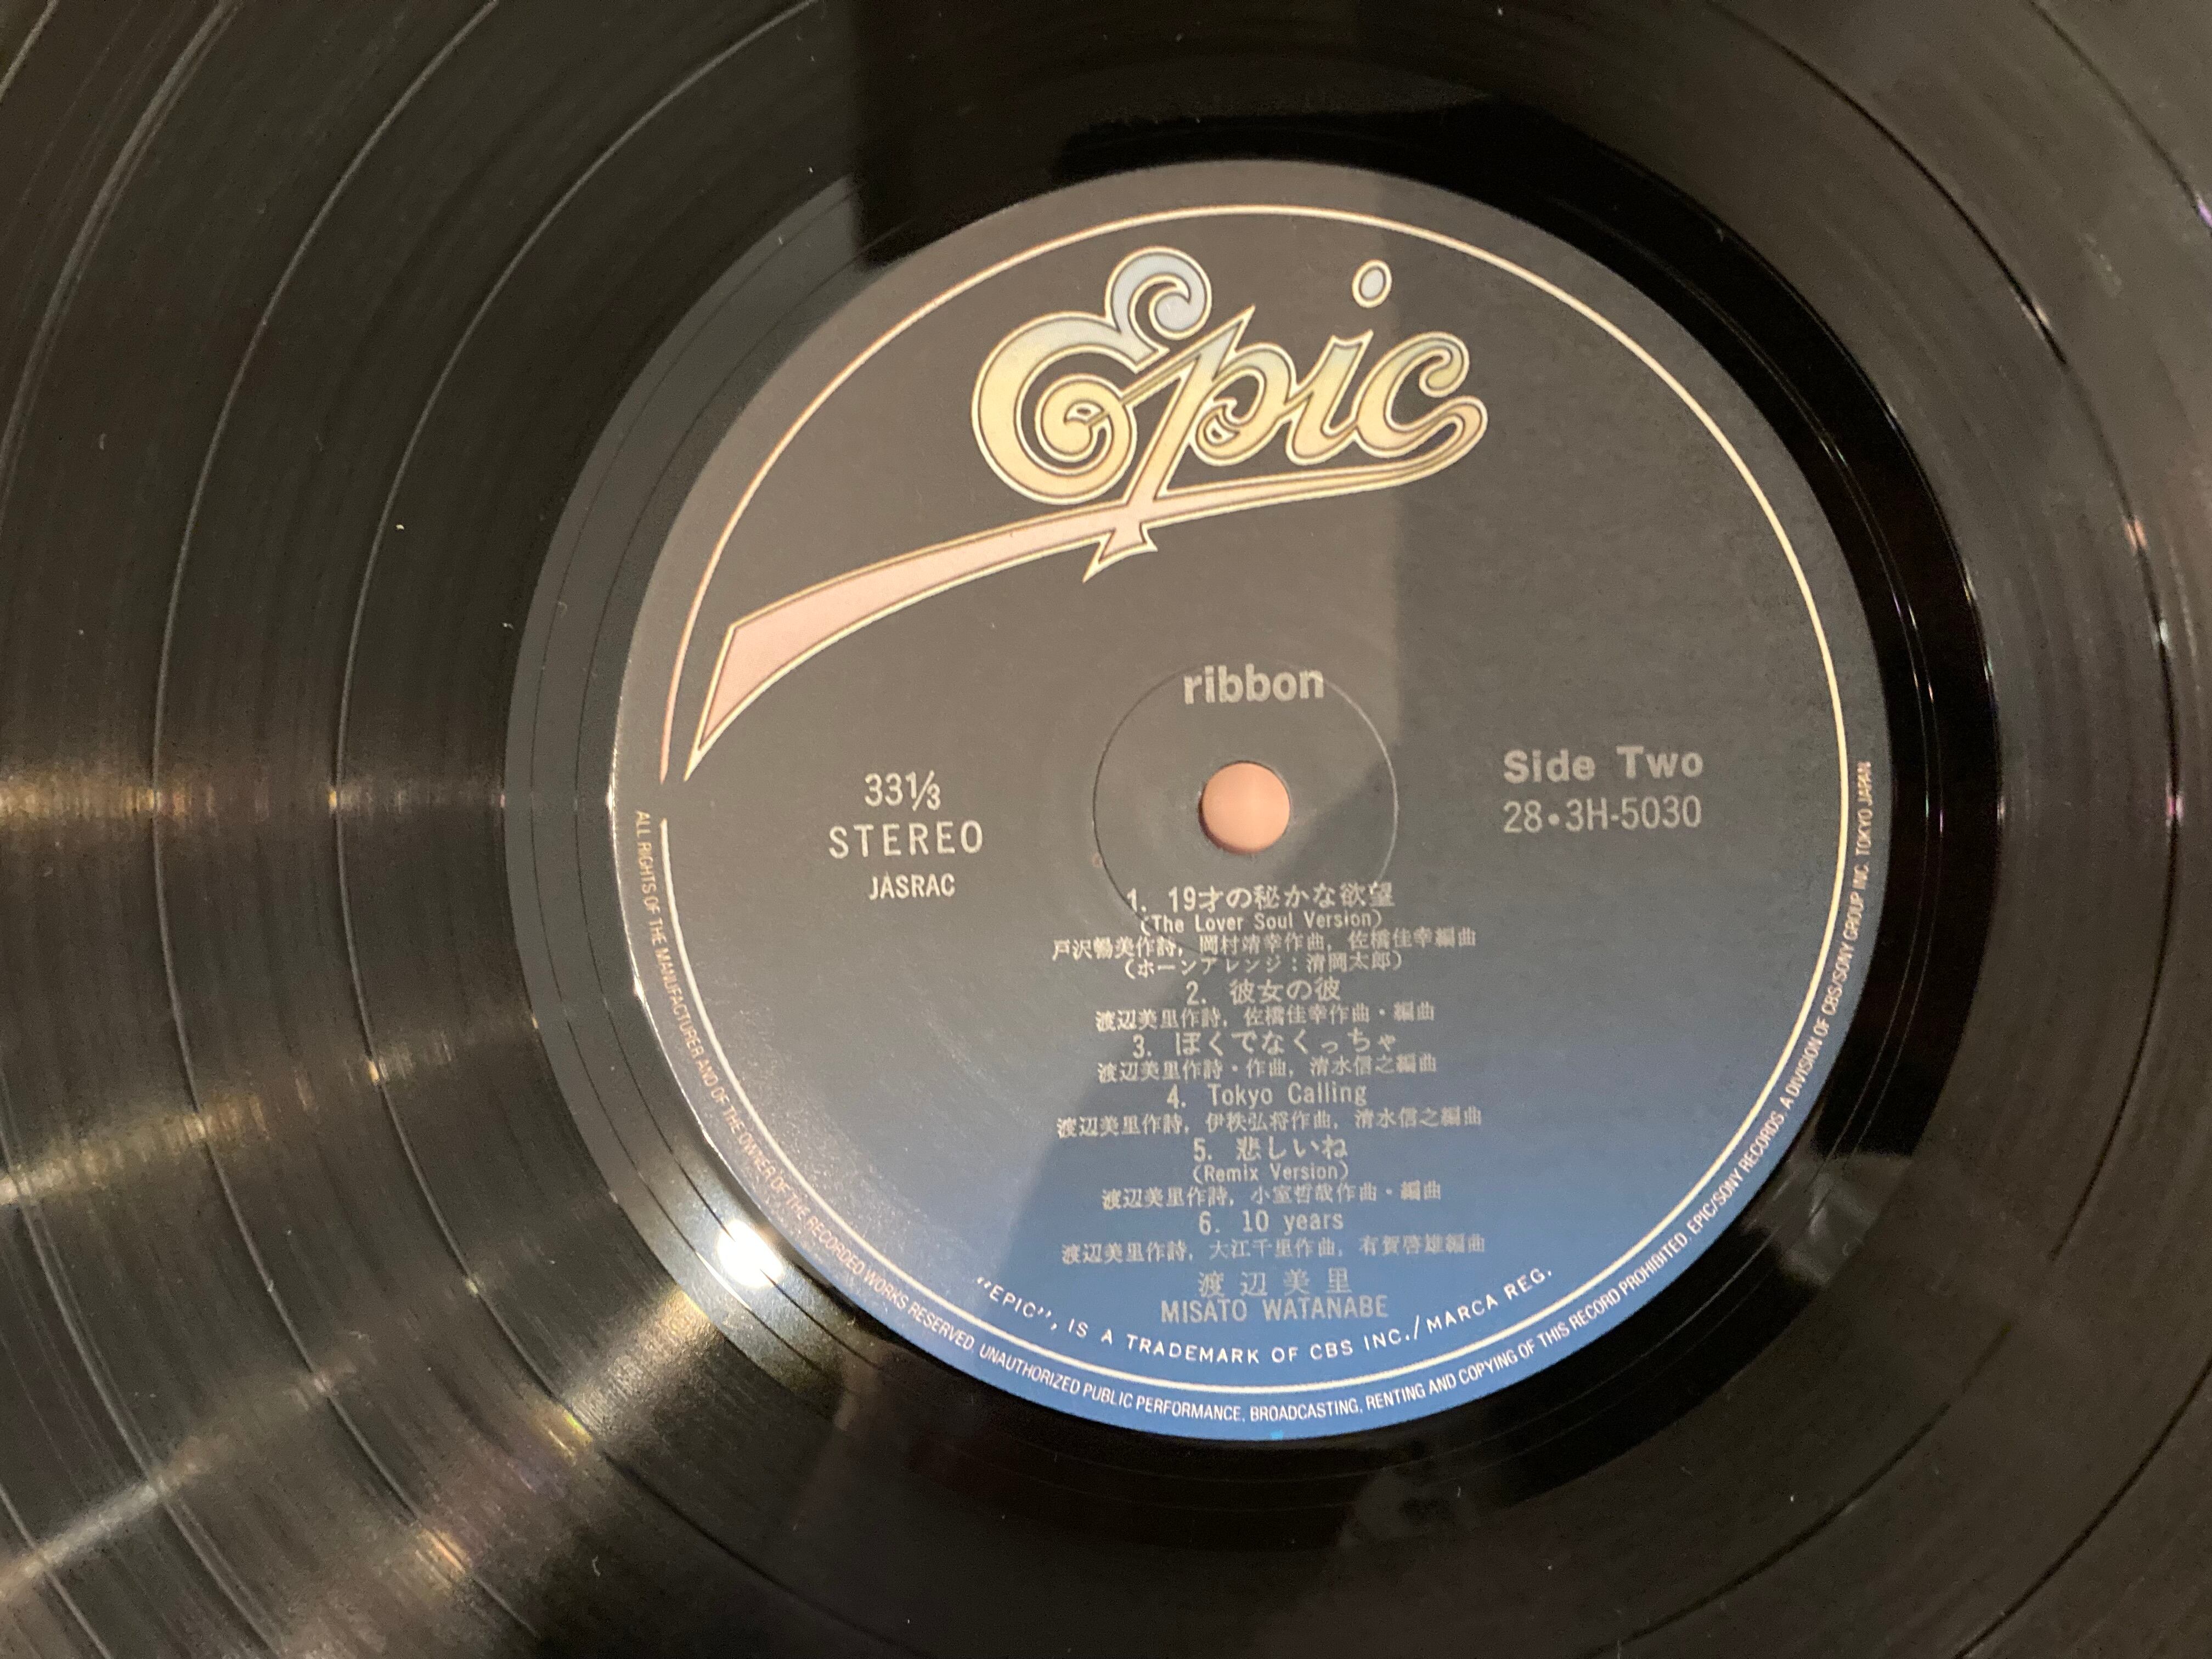 Epic
ribbon
33⅓
STEREO
JASRAC
Side Two
28・3H-5030
1. 19才の秘かな欲望
(The Lover Soul Version)
戸沢暢美作詩, 岡村靖幸作曲, 佐橋佳幸編曲
(ホーンアレンジ：清岡太郎)
2. 彼女の彼
渡辺美里作詩, 佐橋佳幸作曲・編曲
3. ぼくでなくっちゃ
渡辺美里作詩・作曲, 清水信之編曲
4. Tokyo Calling
渡辺美里作詩, 伊秩弘将作曲, 清水信之編曲
5. 悲しいね
(Remix Version)
渡辺美里作詩, 小室哲哉作曲・編曲
6. 10 years
渡辺美里作詩, 大江千里作曲, 有賀啓雄編曲
渡辺美里
MISATO WATANABE
"EPIC", IS A TRADEMARK OF CBS INC./MARCA REG.
ALL RIGHTS OF THE MANUFACTURER AND OF THE OWNER OF THE RECORDED WORKS RESERVED. UNAUTHORIZED PUBLIC PERFORMANCE, BROADCASTING, RENTING AND COPYING OF THIS RECORD PROHIBITED. EPIC/SONY RECORDS. A DIVISION OF CBS/SONY GROUP INC. TOKYO JAPAN